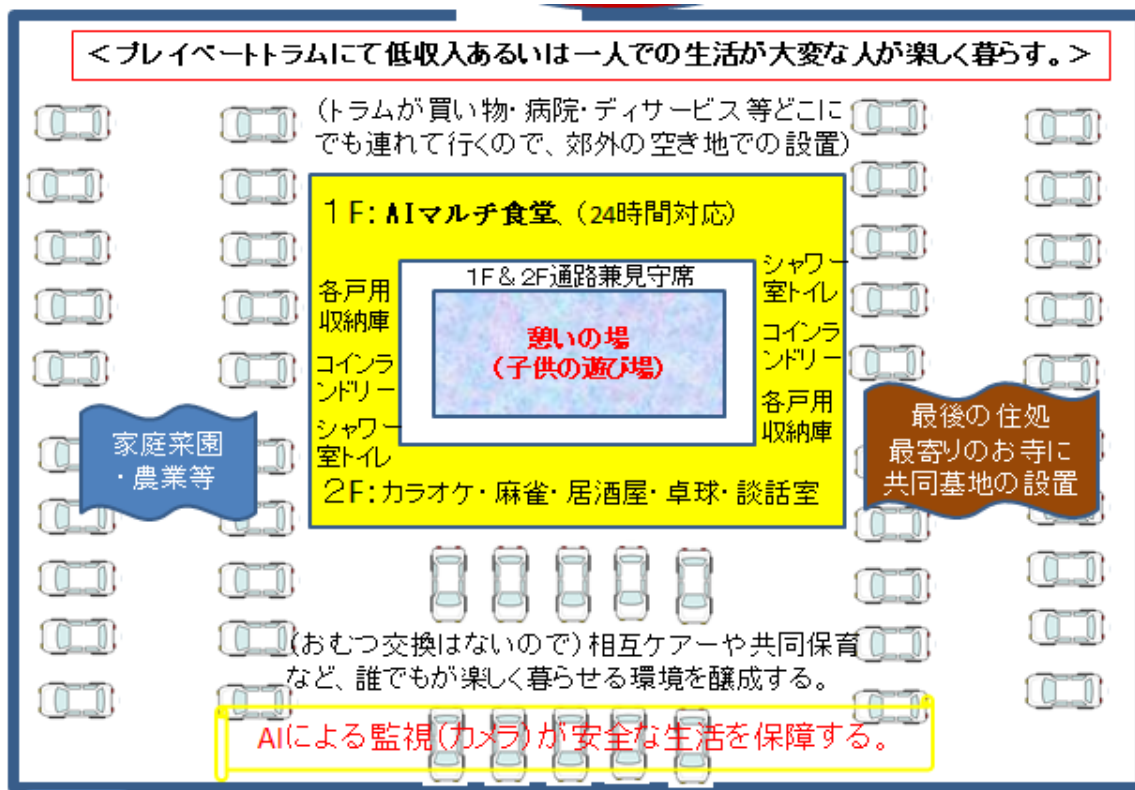 ＜プレイベートトラムにて低収入あるいは一人での生活が大変な人が楽しく暮らす。＞
(トラムが買い物・病院・ディサービス等どこに
でも連れて行くので、郊外の空き地での設置)
1F:AIマルチ食堂、(24時間対応)
1F&2F通路兼見守席
各戸用
収納庫
コインラ
ンドリー
シャワー
室トイレ
憩いの場
(子供の遊び場)
シャワー
室トイレ
コインラ
ンドリー
各戸用
収納庫
2F:カラオケ・麻雀・居酒屋・卓球・談話室
家庭菜園
・農業等
最後の住処
最寄りのお寺に
共同墓地の設置
(おむつ交換はないので)相互ケアーや共同保育
など、誰でもが楽しく暮らせる環境を醸成する。
AIによる監視(カメラ)が安全な生活を保障する。